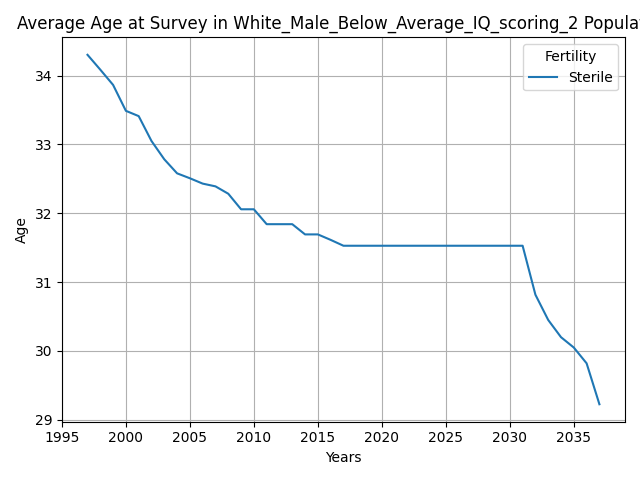 Average Age at Survey in White_Male_Below_Average_IQ_scoring_2 Popula
Fertility
Sterile
34
33
32
31
30
29
Age
1995 2000 2005 2010 2015 2020 2025 2030 2035
Years